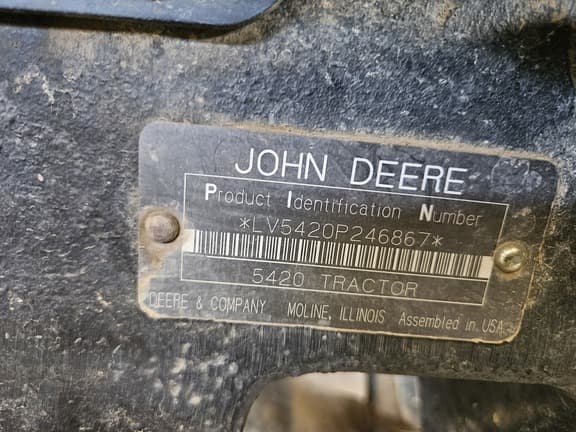 JOHN DEERE
Product Identification Number
*LV5420P246867*
5420 TRACTOR
DEERE & COMPANY MOLINE, ILLINOIS Assembled in USA